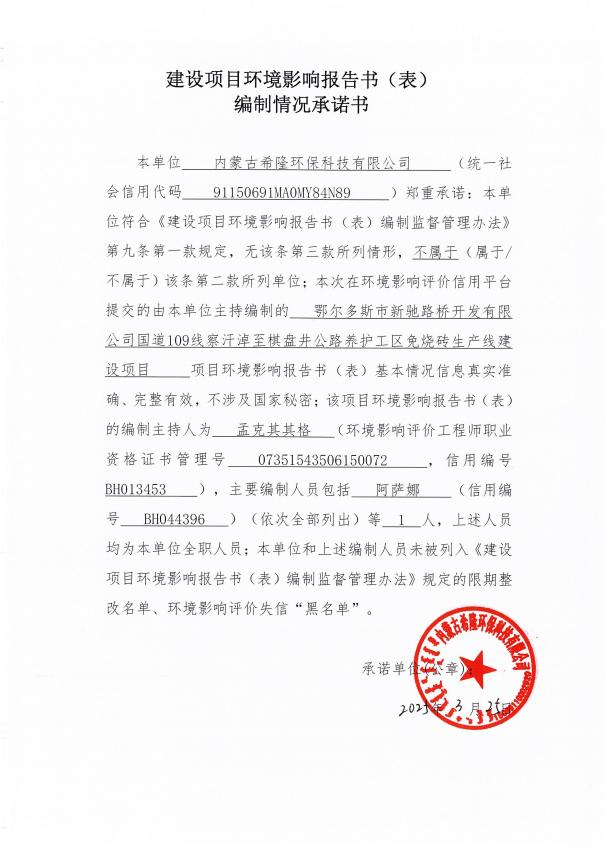 建设项目环境影响报告书（表）
编制情况承诺书
本单位 内蒙古希隆环保科技有限公司 （统一社
会信用代码 91150691MA0MY84N89 ）郑重承诺：本单
位符合《建设项目环境影响报告书（表）编制监督管理办法》
第九条第一款规定，无该条第三款所列情形，不属于（属于/
不属于）该条第二款所列单位；本次在环境影响评价信用平台
提交的由本单位主持编制的 鄂尔多斯市新驰路桥开发有限
公司国道109线察汗淖至棋盘井公路养护工区免烧砖生产线建
设项目 项目环境影响报告书（表）基本情况信息真实准
确、完整有效，不涉及国家秘密；该项目环境影响报告书（表）
的编制主持人为 孟克其其格 （环境影响评价工程师职业
资格证书管理号 07351543506150072 ，信用编号
BH013453 ），主要编制人员包括 阿萨娜 （信用编
号 BH044396 ）（依次全部列出）等 1 人，上述人员
均为本单位全职人员；本单位和上述编制人员未被列入《建设
项目环境影响报告书（表）编制监督管理办法》规定的限期整
改名单、环境影响评价失信“黑名单”。
承诺单位(公章)：
2025年3月25日
内蒙古希隆环保科技有限公司